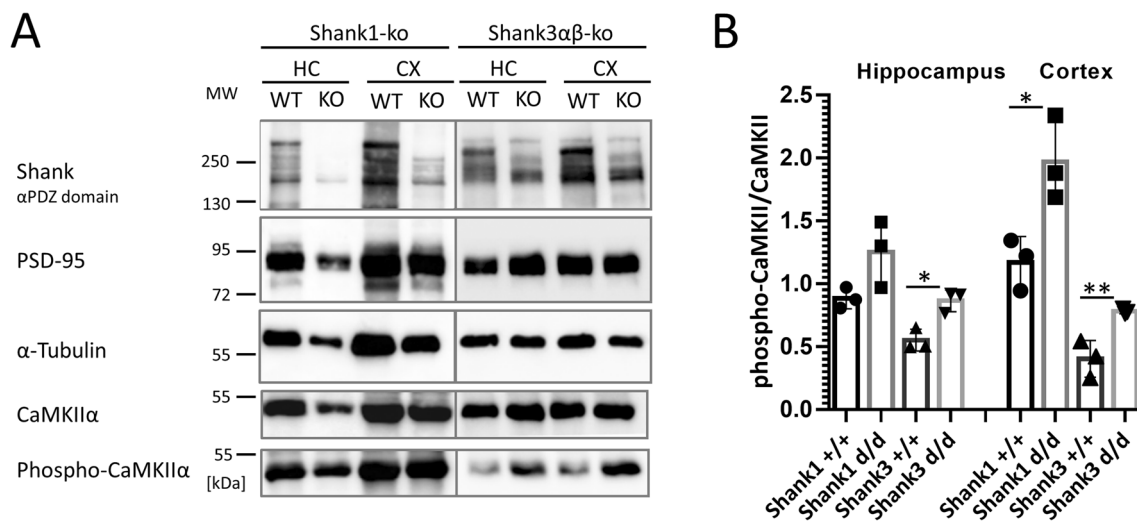 A
Shank1-ko Shank3αβ-ko
HC CX HC CX
MW WT KO WT KO WT KO WT KO
Shank
αPDZ domain
250
130
PSD-95
95
72
α-Tubulin
55
CaMKIIα
55
Phospho-CaMKIIα
55
[kDa]
B
Hippocampus Cortex
phospho-CaMKII/CaMKII
2.5
2.0
1.5
1.0
0.5
0.0
* * **
Shank1 +/+
Shank1 d/d
Shank3 +/+
Shank3 d/d
Shank1 +/+
Shank1 d/d
Shank3 +/+
Shank3 d/d